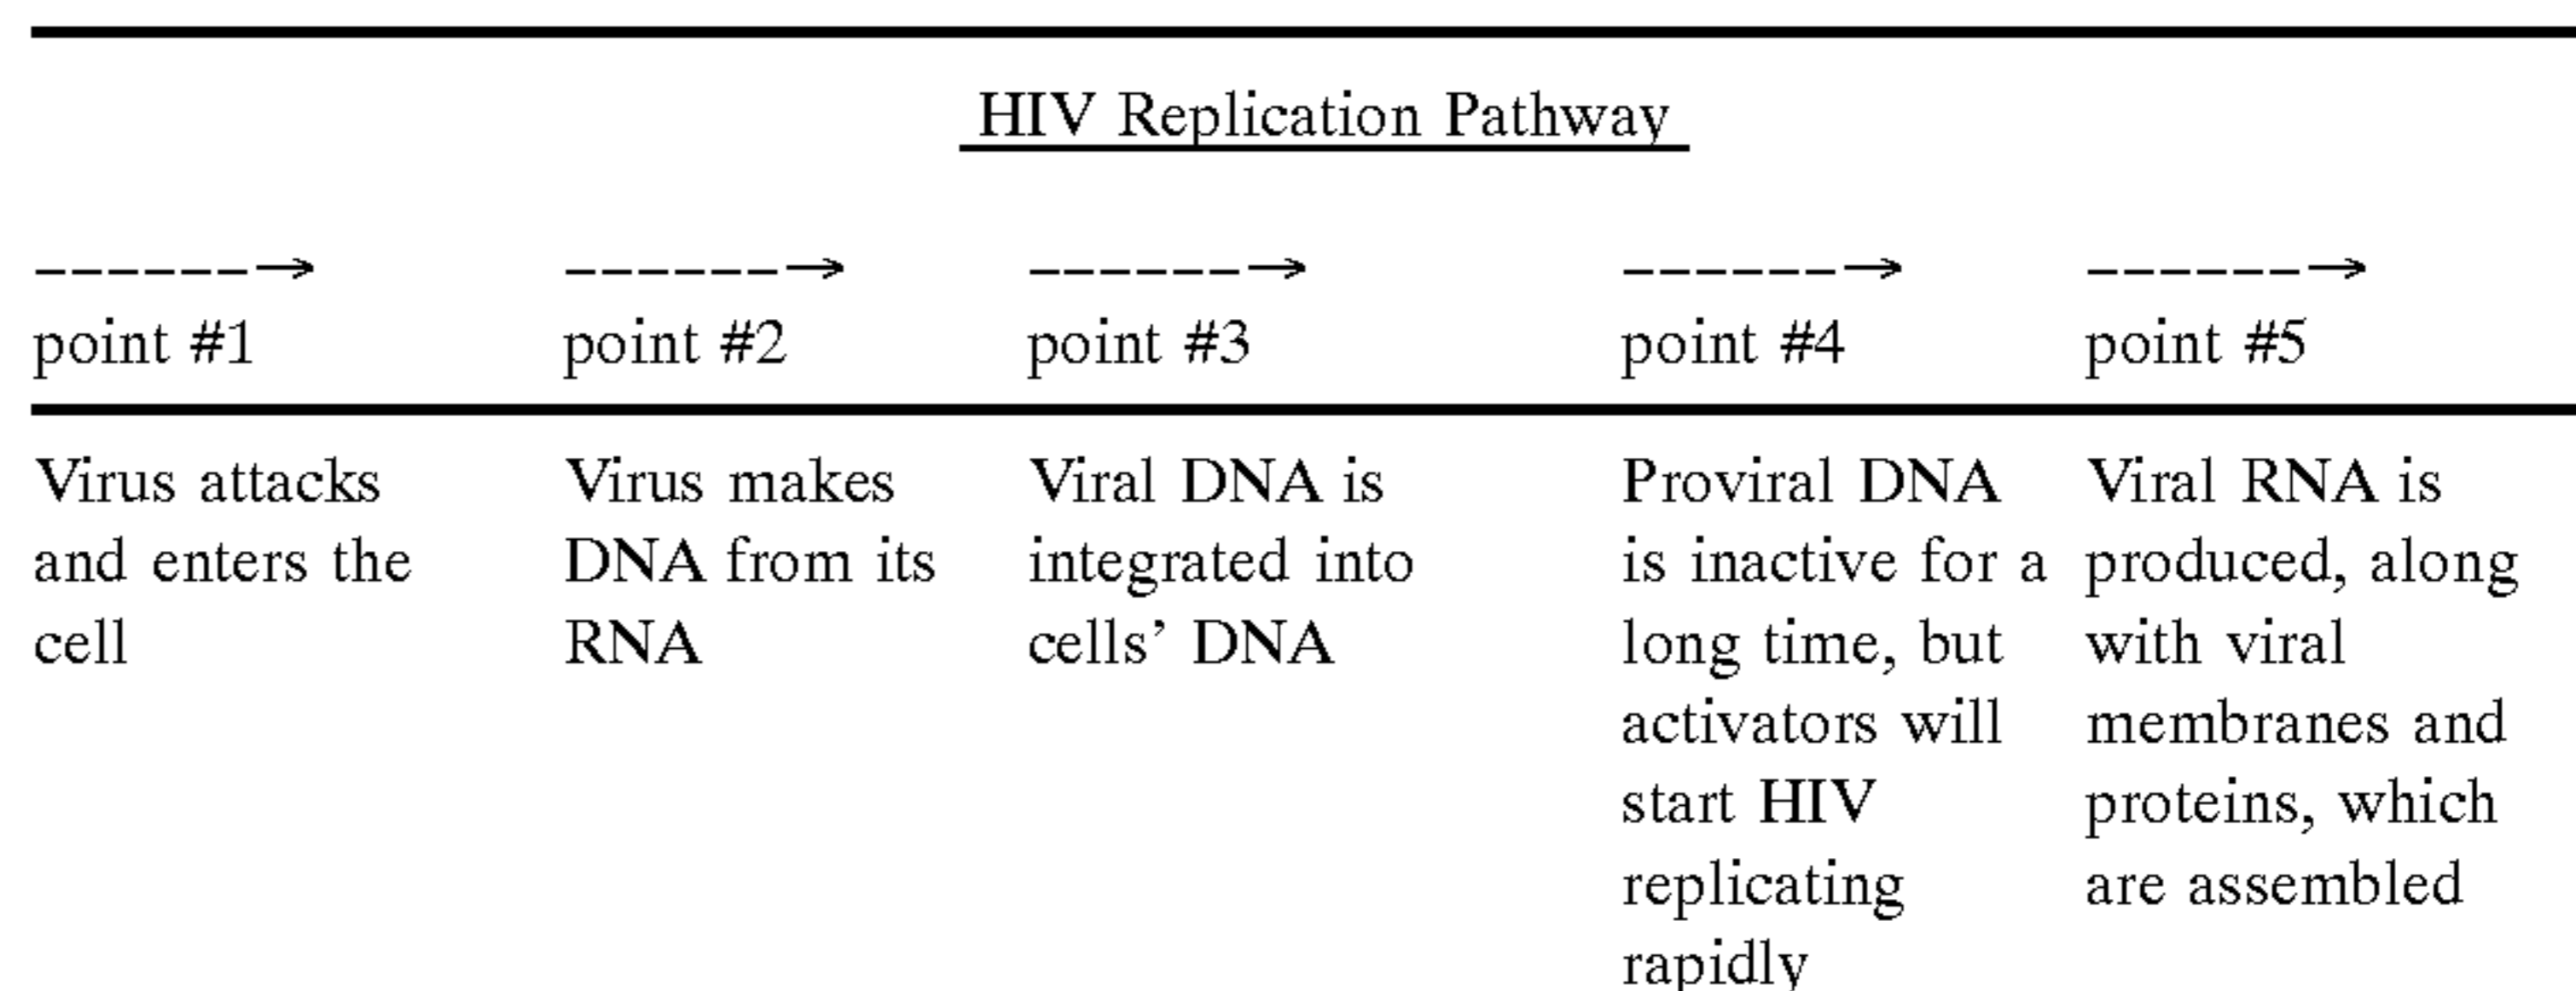 HIV Replication Pathway
------→ ------→ ------→ ------→ ------→
point #1 point #2 point #3 point #4 point #5
Virus attacks Virus makes Viral DNA is Proviral DNA Viral RNA is
and enters the DNA from its integrated into is inactive for a produced, along
cell RNA cells’ DNA long time, but with viral
activators will membranes and
start HIV proteins, which
replicating are assembled
rapidly